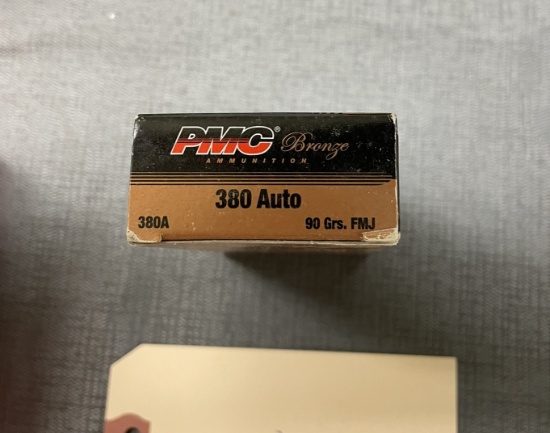 PMC® Bronze
AMMUNITION
380 Auto
380A 90 Grs. FMJ